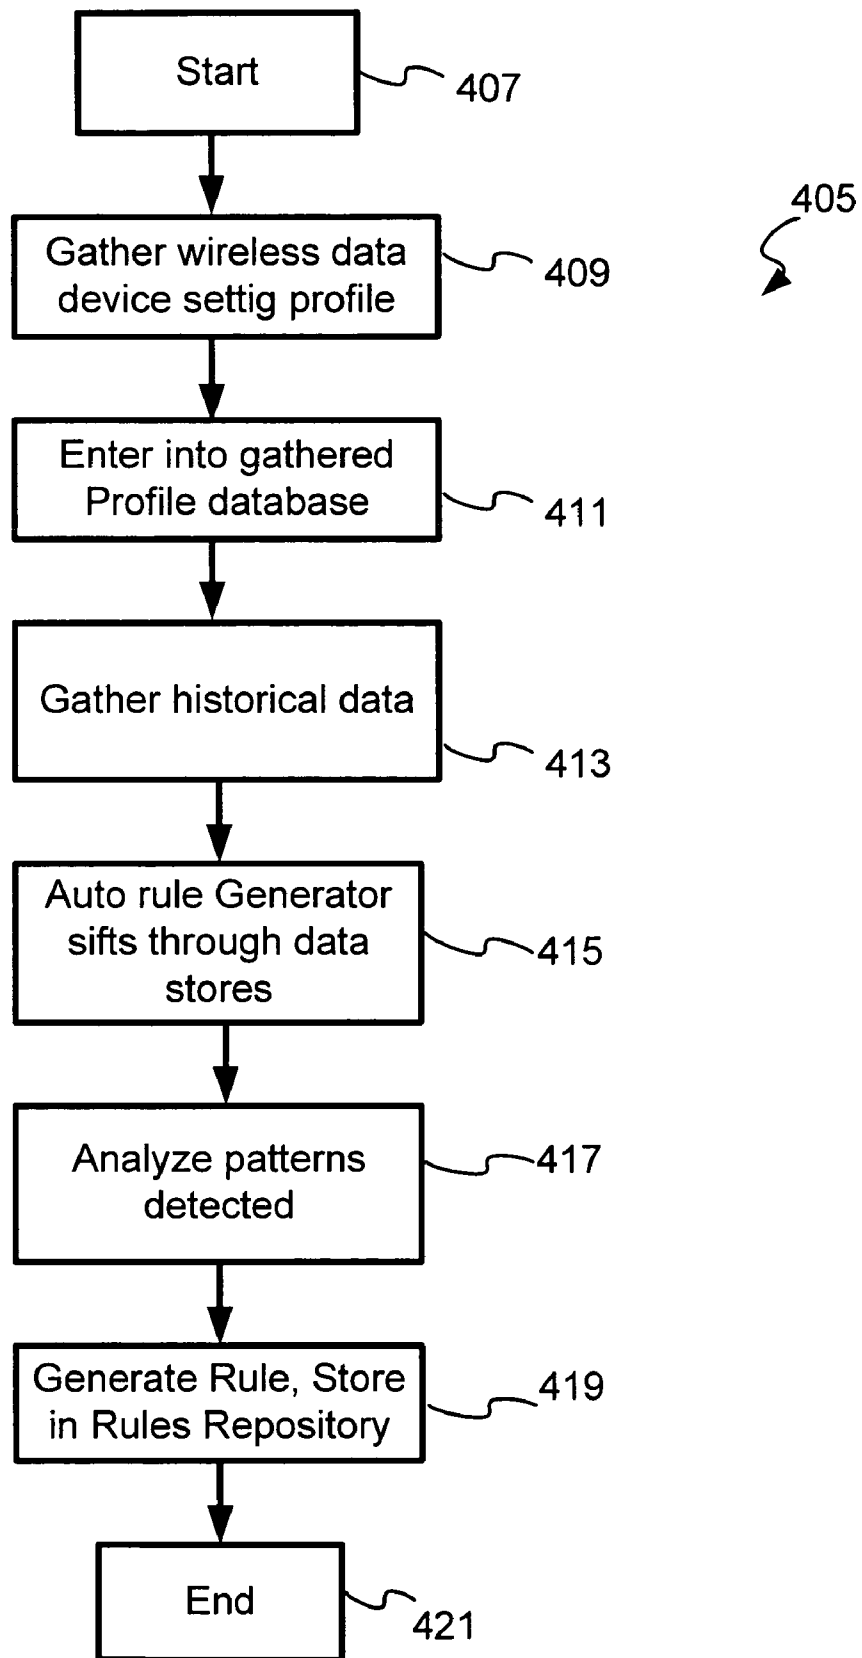 Start
407
405
Gather wireless data
device settig profile
409
Enter into gathered
Profile database
411
Gather historical data
413
Auto rule Generator
sifts through data
stores
415
Analyze patterns
detected
417
Generate Rule, Store
in Rules Repository
419
End
421